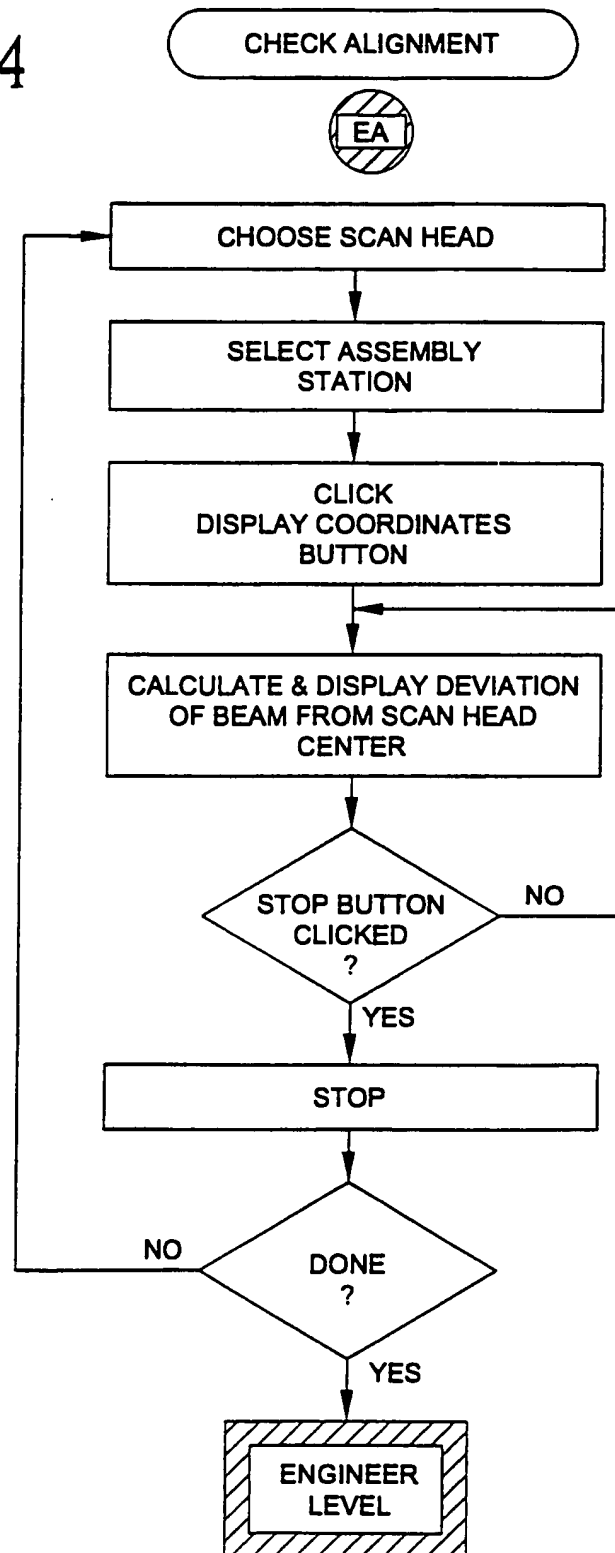 4
CHECK ALIGNMENT
EA
CHOOSE SCAN HEAD
SELECT ASSEMBLY
STATION
CLICK
DISPLAY COORDINATES
BUTTON
CALCULATE & DISPLAY DEVIATION
OF BEAM FROM SCAN HEAD
CENTER
STOP BUTTON
CLICKED
?
NO
YES
STOP
NO
DONE
?
YES
ENGINEER
LEVEL